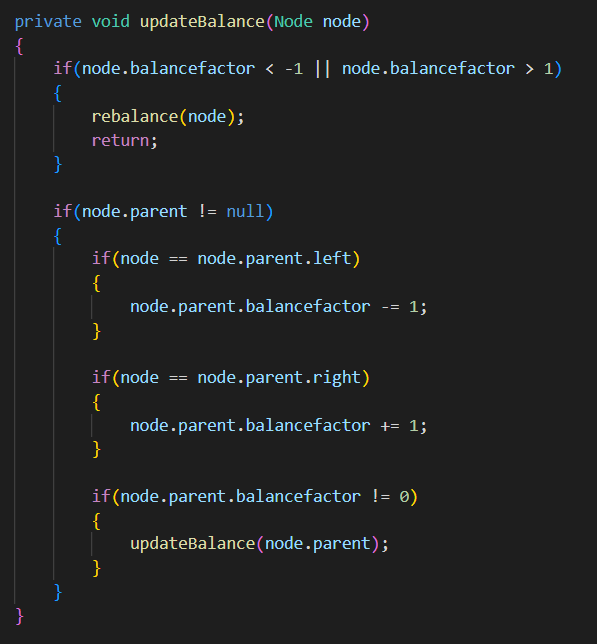 private void updateBalance(Node node)
{
    if(node.balancefactor < -1 || node.balancefactor > 1)
    {
        rebalance(node);
        return;
    }

    if(node.parent != null)
    {
        if(node == node.parent.left)
        {
            node.parent.balancefactor -= 1;
        }

        if(node == node.parent.right)
        {
            node.parent.balancefactor += 1;
        }

        if(node.parent.balancefactor != 0)
        {
            updateBalance(node.parent);
        }
    }
}